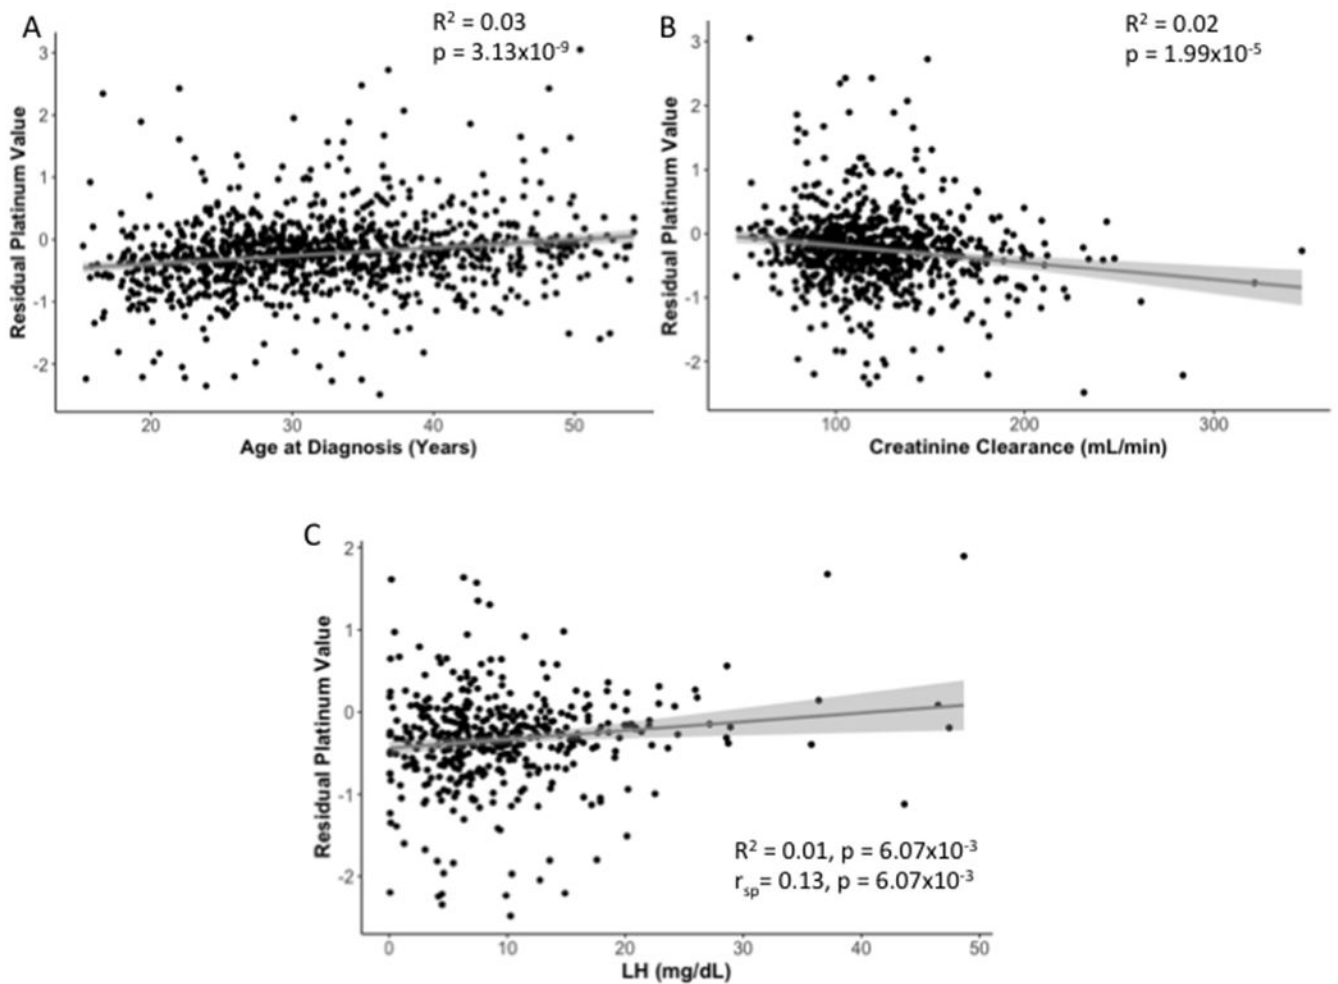 A
R² = 0.03
p = 3.13x10⁻⁹
Residual Platinum Value
3
2
1
0
-1
-2
20 30 40 50
Age at Diagnosis (Years)
B
R² = 0.02
p = 1.99x10⁻⁵
Residual Platinum Value
3
2
1
0
-1
-2
100 200 300
Creatinine Clearance (mL/min)
C
Residual Platinum Value
2
1
0
-1
-2
R² = 0.01, p = 6.07x10⁻³
rsp= 0.13, p = 6.07x10⁻³
0 10 20 30 40 50
LH (mg/dL)